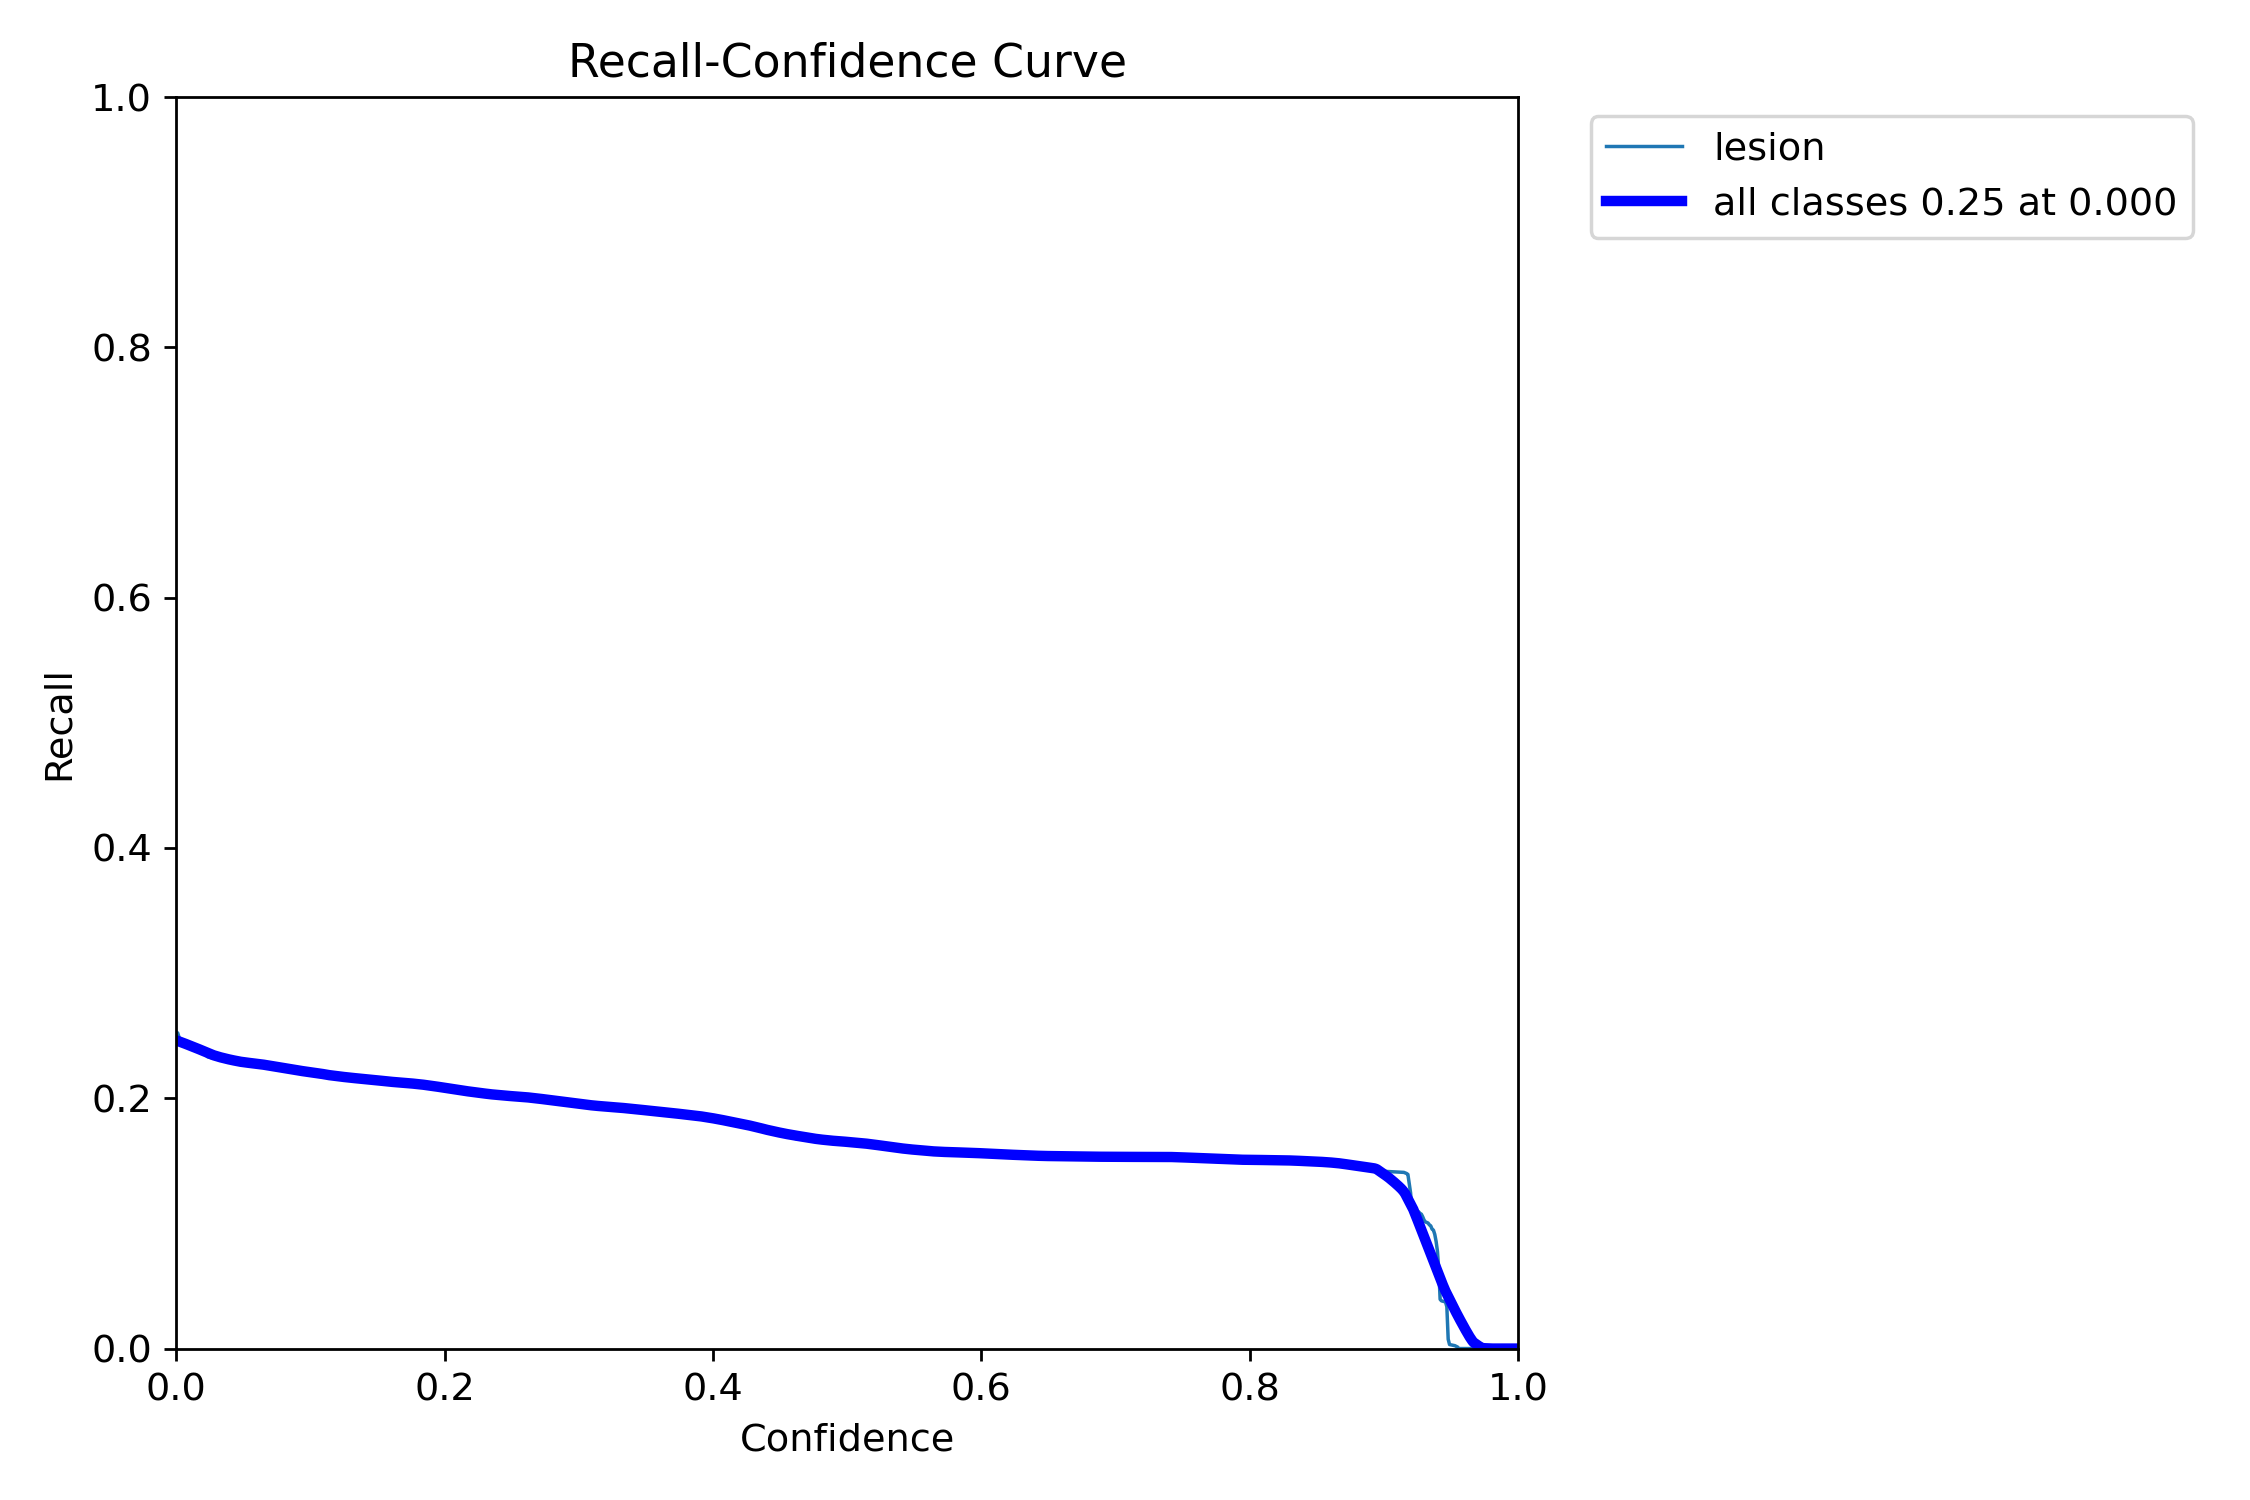 Recall-Confidence Curve
1.0
0.8
0.6
0.4
0.2
0.0
Recall
0.0 0.2 0.4 0.6 0.8 1.0
Confidence
lesion
all classes 0.25 at 0.000